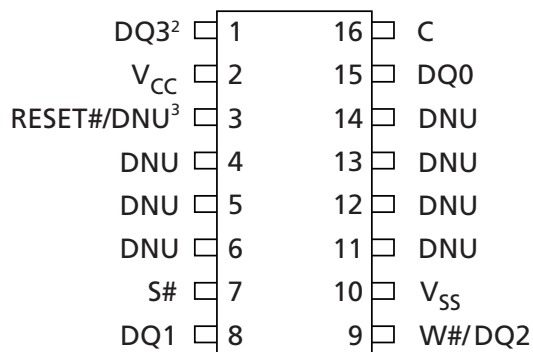 DQ3² 1 16 C
VCC 2 15 DQ0
RESET#/DNU³ 3 14 DNU
DNU 4 13 DNU
DNU 5 12 DNU
DNU 6 11 DNU
S# 7 10 VSS
DQ1 8 9 W#/DQ2